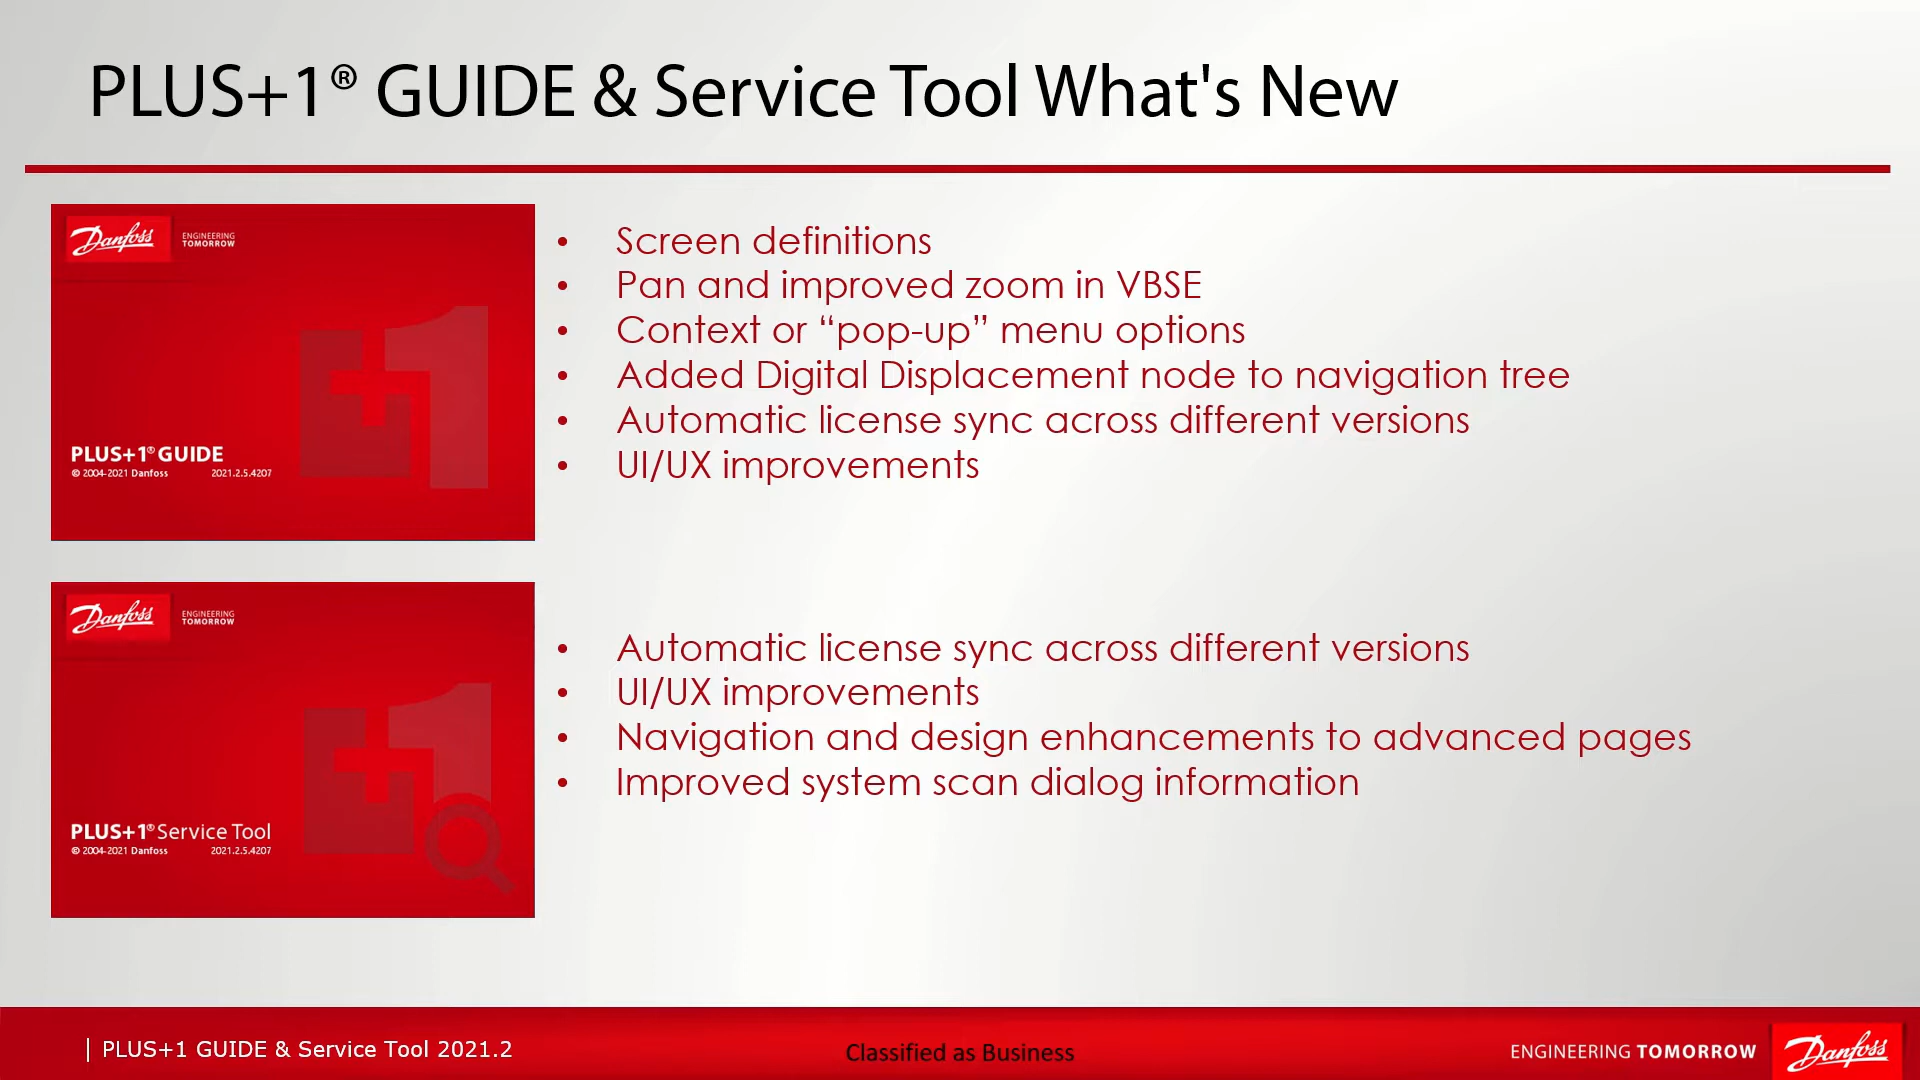 PLUS+1® GUIDE & Service Tool What's New
Danfoss
ENGINEERING
TOMORROW
PLUS+1® GUIDE
© 2004-2021 Danfoss 2021.2.5.4207
• Screen definitions
• Pan and improved zoom in VBSE
• Context or “pop-up” menu options
• Added Digital Displacement node to navigation tree
• Automatic license sync across different versions
• UI/UX improvements
Danfoss
ENGINEERING
TOMORROW
+1
PLUS+1® Service Tool
© 2004-2021 Danfoss 2021.2.5.4207
• Automatic license sync across different versions
• UI/UX improvements
• Navigation and design enhancements to advanced pages
• Improved system scan dialog information
| PLUS+1 GUIDE & Service Tool 2021.2
Classified as Business
ENGINEERING TOMORROW
Danfoss